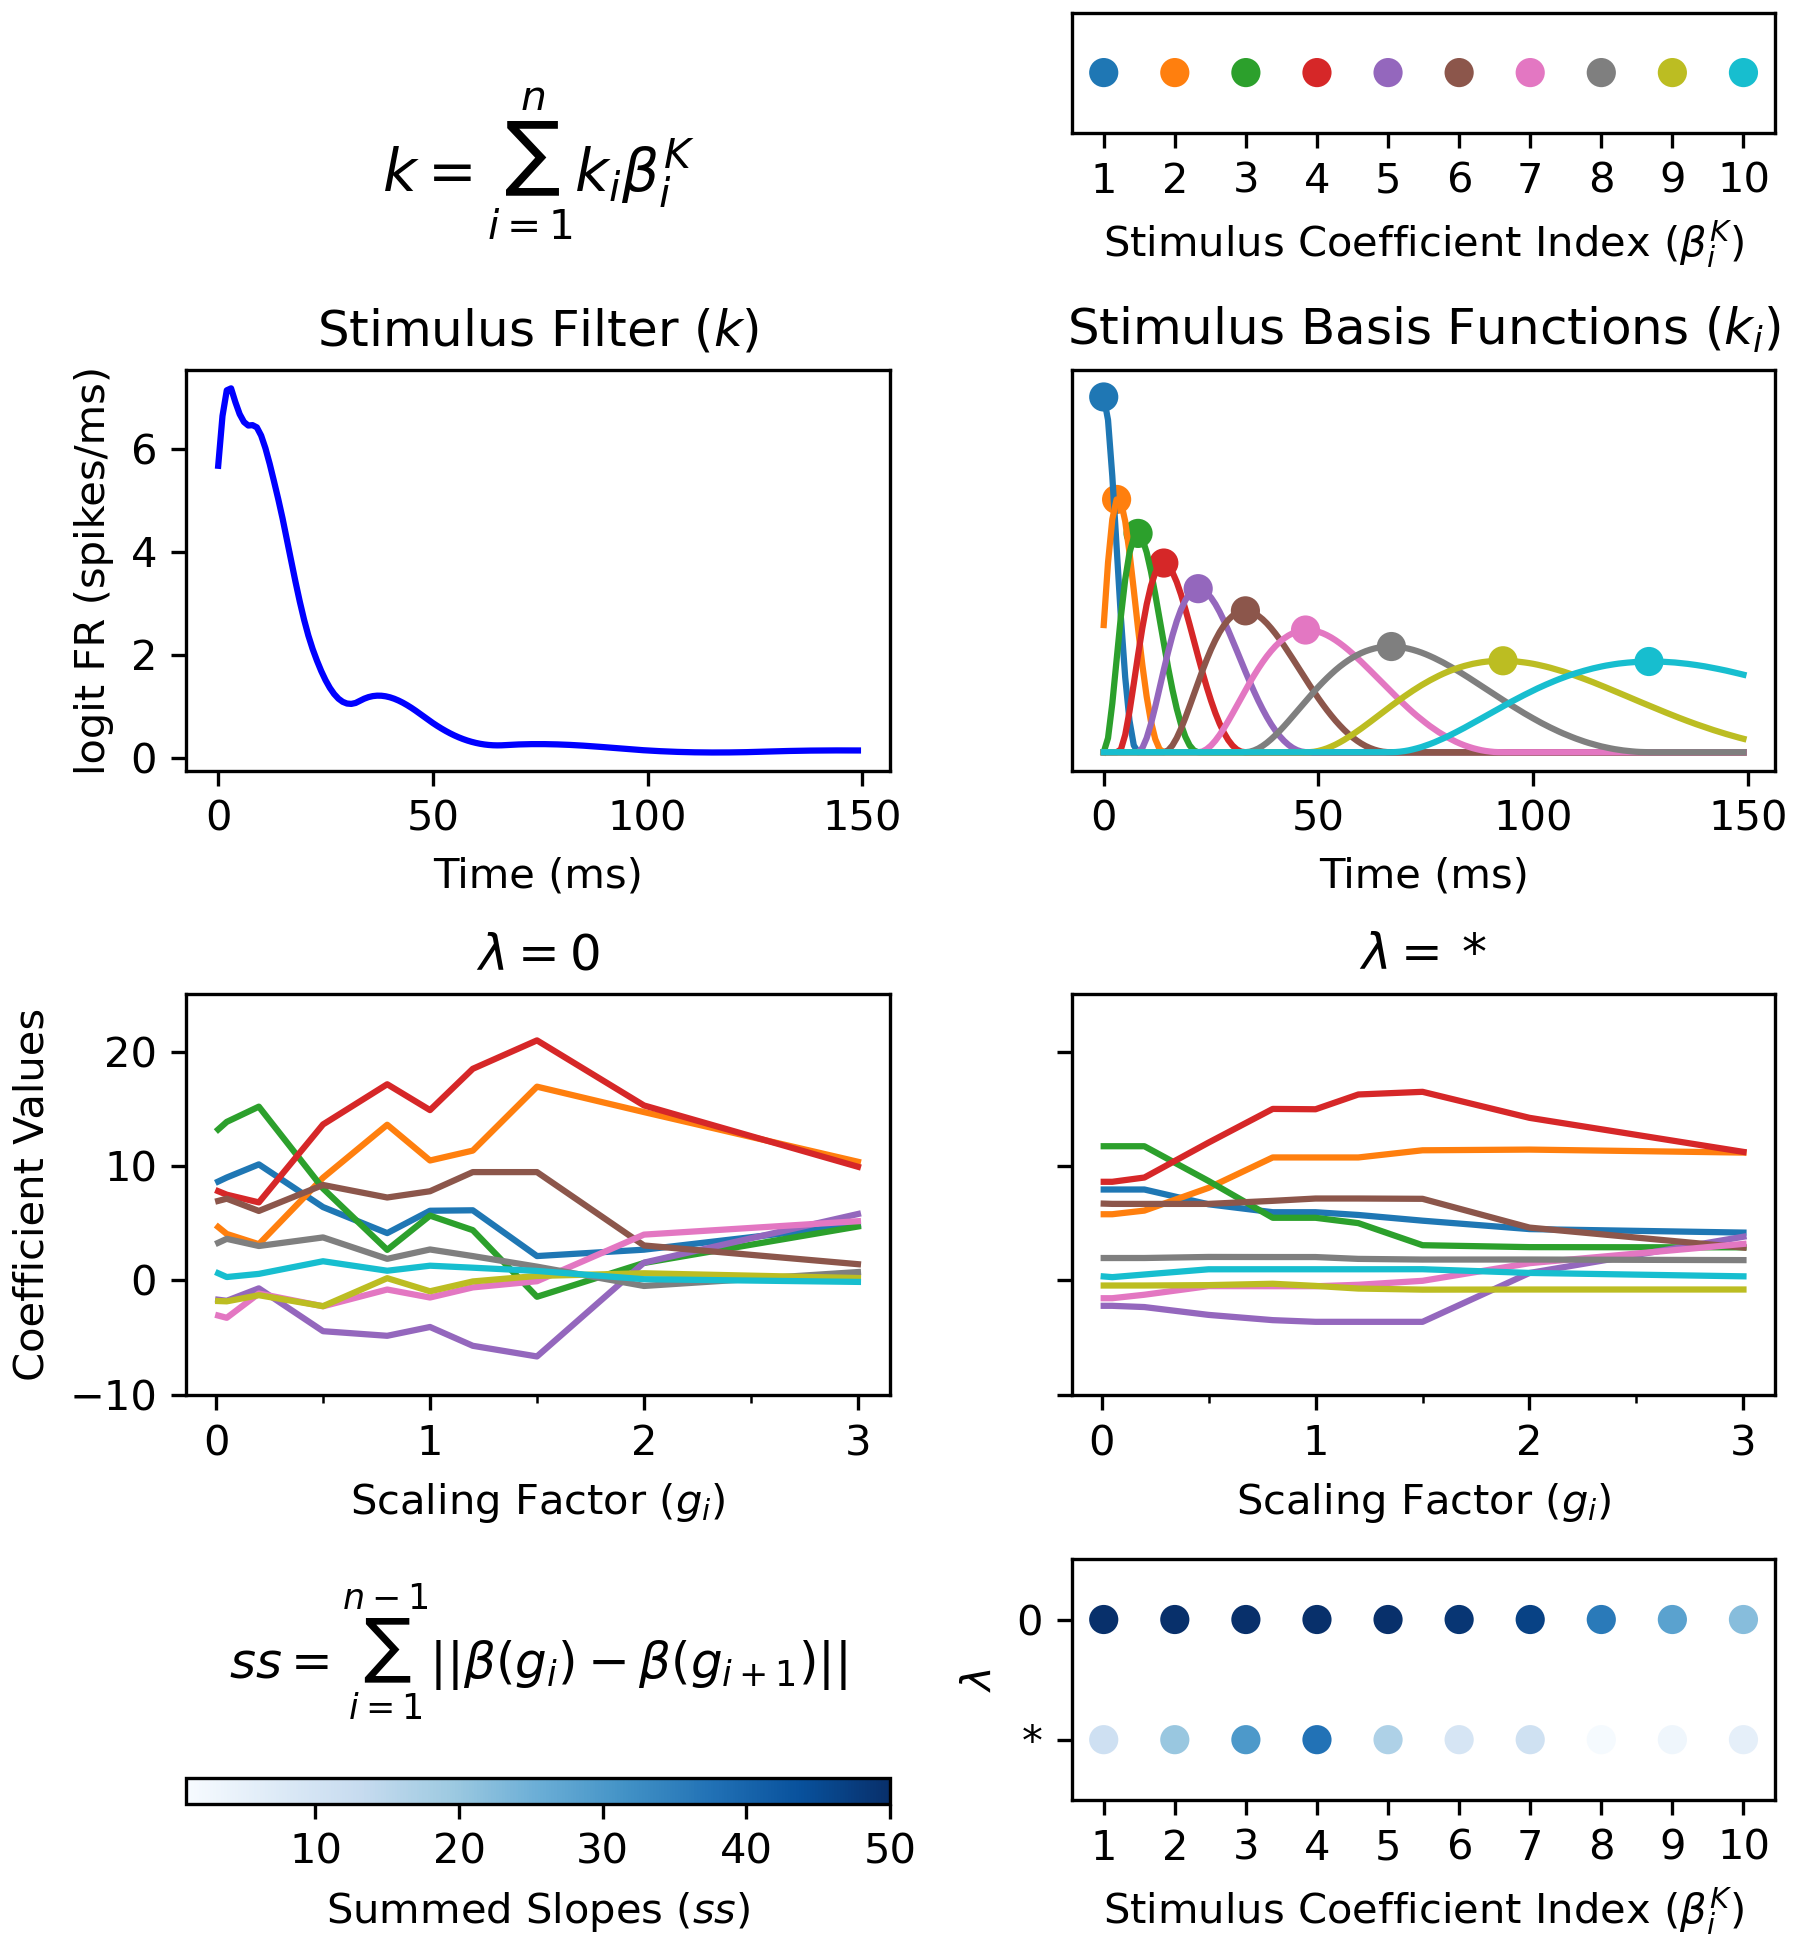 k = \sum_{i=1}^{n} k_i β_i^K
1 2 3 4 5 6 7 8 9 10
Stimulus Coefficient Index (β_i^K)
Stimulus Filter (k)
logit FR (spikes/ms)
6
4
2
0
0 50 100 150
Time (ms)
Stimulus Basis Functions (k_i)
0 50 100 150
Time (ms)
λ = 0
Coefficient Values
20
10
0
−10
0 1 2 3
Scaling Factor (g_i)
λ = *
0 1 2 3
Scaling Factor (g_i)
ss = \sum_{i=1}^{n−1} ||β(g_i) − β(g_{i+1})||
10 20 30 40 50
Summed Slopes (ss)
λ
0
*
1 2 3 4 5 6 7 8 9 10
Stimulus Coefficient Index (β_i^K)